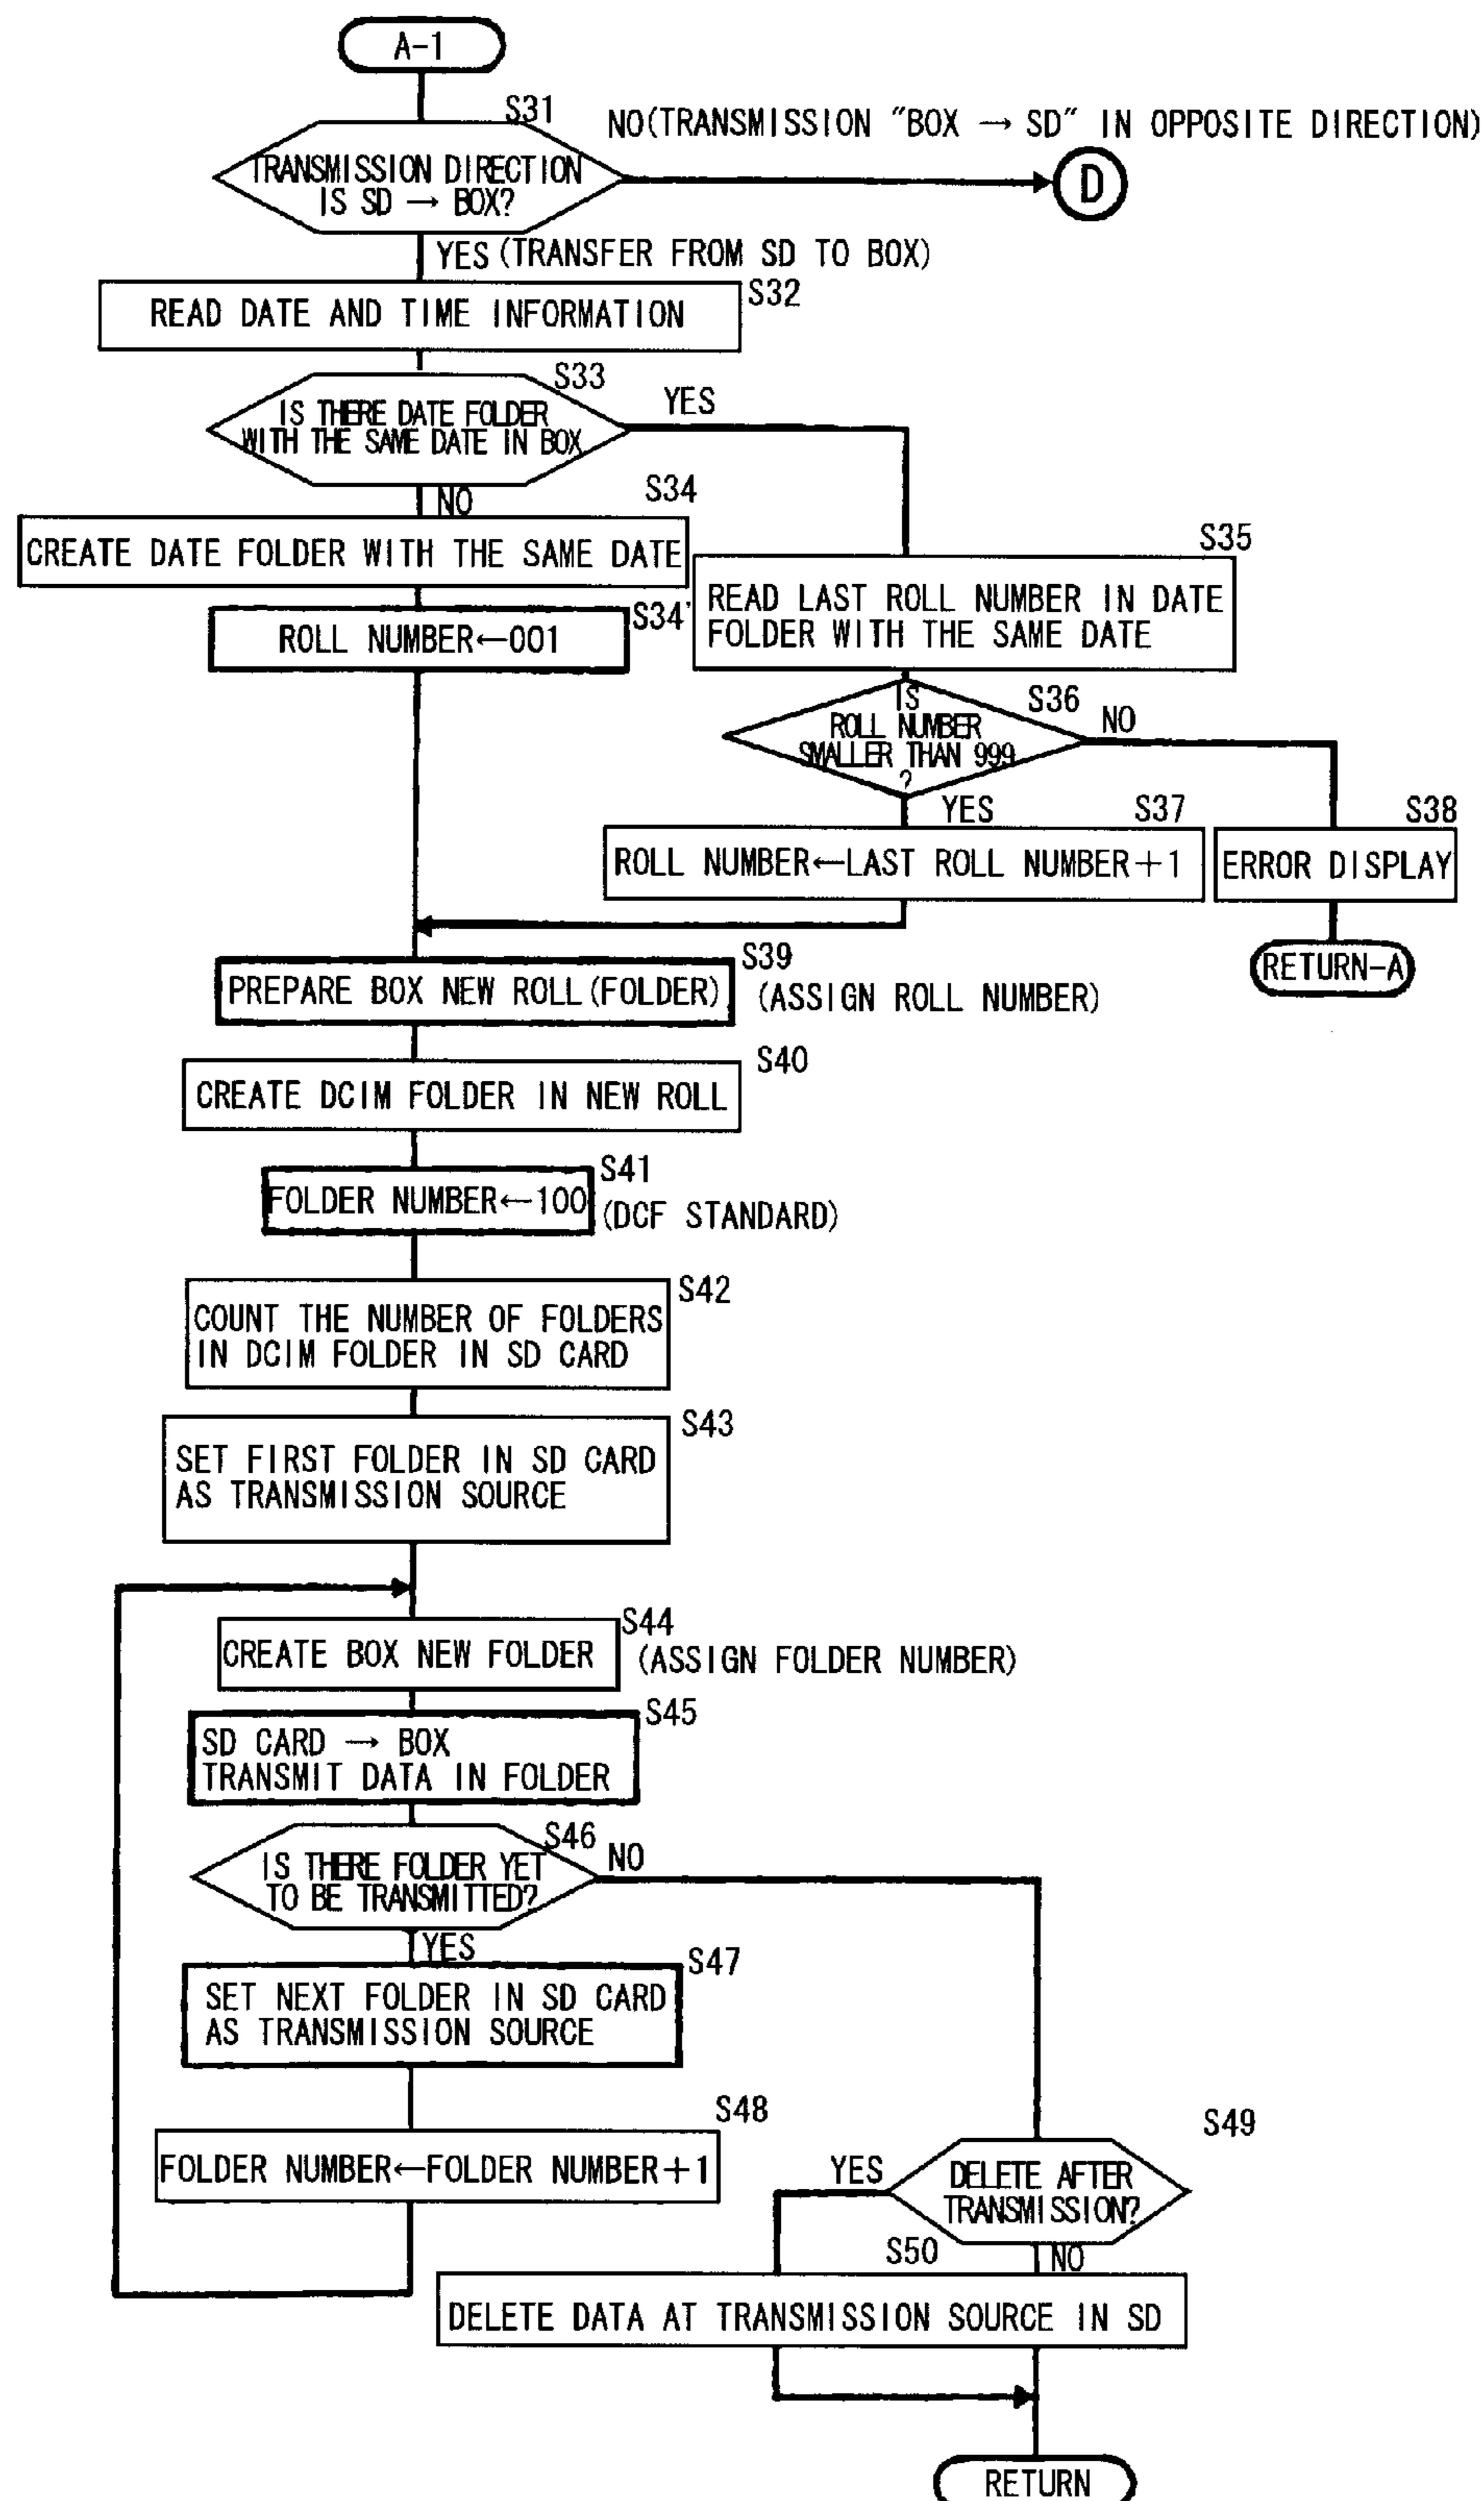 A-1
S31
NO(TRANSMISSION "BOX → SD" IN OPPOSITE DIRECTION)
TRANSMISSION DIRECTION
IS SD → BOX?
D
YES (TRANSFER FROM SD TO BOX)
S32
READ DATE AND TIME INFORMATION
S33
YES
IS THERE DATE FOLDER
WITH THE SAME DATE IN BOX
NO
S34
CREATE DATE FOLDER WITH THE SAME DATE
S35
READ LAST ROLL NUMBER IN DATE
FOLDER WITH THE SAME DATE
S34'
ROLL NUMBER←001
S36
IS
ROLL NUMBER
SMALLER THAN 999
?
NO
YES
S37
ROLL NUMBER←LAST ROLL NUMBER+1
S38
ERROR DISPLAY
RETURN-A
S39
PREPARE BOX NEW ROLL(FOLDER)
(ASSIGN ROLL NUMBER)
S40
CREATE DCIM FOLDER IN NEW ROLL
S41
FOLDER NUMBER←100
(DCF STANDARD)
S42
COUNT THE NUMBER OF FOLDERS
IN DCIM FOLDER IN SD CARD
S43
SET FIRST FOLDER IN SD CARD
AS TRANSMISSION SOURCE
S44
CREATE BOX NEW FOLDER
(ASSIGN FOLDER NUMBER)
S45
SD CARD → BOX
TRANSMIT DATA IN FOLDER
S46
NO
IS THERE FOLDER YET
TO BE TRANSMITTED?
YES
S47
SET NEXT FOLDER IN SD CARD
AS TRANSMISSION SOURCE
S48
FOLDER NUMBER←FOLDER NUMBER+1
S49
YES
DELETE AFTER
TRANSMISSION?
S50
NO
DELETE DATA AT TRANSMISSION SOURCE IN SD
RETURN